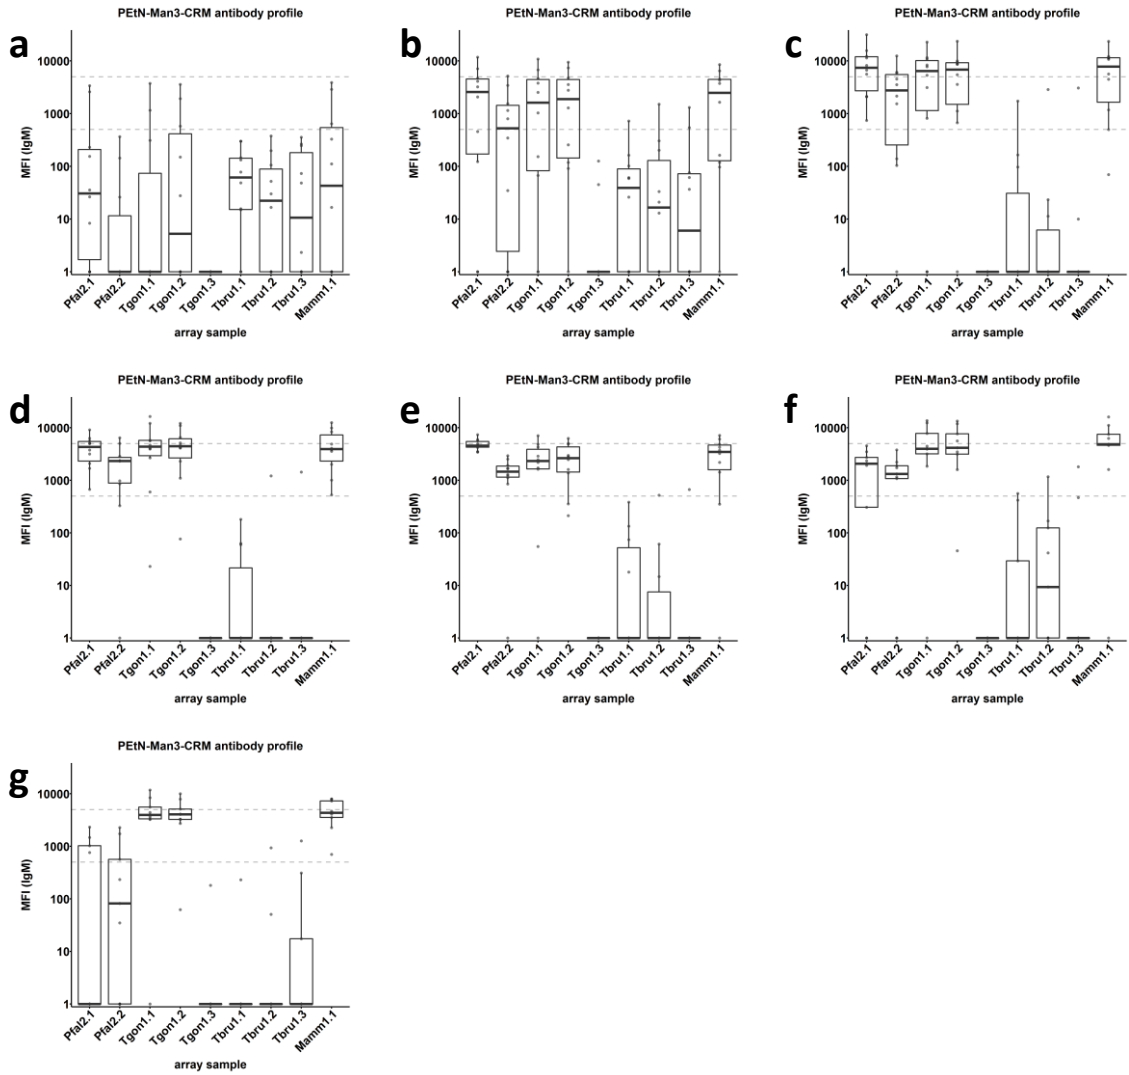 a
PEtN-Man3-CRM antibody profile
MFI (IgM)
10000
1000
100
10
1
Pfal2.1
Pfal2.2
Tgon1.1
Tgon1.2
Tgon1.3
Tbru1.1
Tbru1.2
Tbru1.3
Mamm1.1
array sample
b
PEtN-Man3-CRM antibody profile
MFI (IgM)
10000
1000
100
10
1
Pfal2.1
Pfal2.2
Tgon1.1
Tgon1.2
Tgon1.3
Tbru1.1
Tbru1.2
Tbru1.3
Mamm1.1
array sample
c
PEtN-Man3-CRM antibody profile
MFI (IgM)
10000
1000
100
10
1
Pfal2.1
Pfal2.2
Tgon1.1
Tgon1.2
Tgon1.3
Tbru1.1
Tbru1.2
Tbru1.3
Mamm1.1
array sample
d
PEtN-Man3-CRM antibody profile
MFI (IgM)
10000
1000
100
10
1
Pfal2.1
Pfal2.2
Tgon1.1
Tgon1.2
Tgon1.3
Tbru1.1
Tbru1.2
Tbru1.3
Mamm1.1
array sample
e
PEtN-Man3-CRM antibody profile
MFI (IgM)
10000
1000
100
10
1
Pfal2.1
Pfal2.2
Tgon1.1
Tgon1.2
Tgon1.3
Tbru1.1
Tbru1.2
Tbru1.3
Mamm1.1
array sample
f
PEtN-Man3-CRM antibody profile
MFI (IgM)
10000
1000
100
10
1
Pfal2.1
Pfal2.2
Tgon1.1
Tgon1.2
Tgon1.3
Tbru1.1
Tbru1.2
Tbru1.3
Mamm1.1
array sample
g
PEtN-Man3-CRM antibody profile
MFI (IgM)
10000
1000
100
10
1
Pfal2.1
Pfal2.2
Tgon1.1
Tgon1.2
Tgon1.3
Tbru1.1
Tbru1.2
Tbru1.3
Mamm1.1
array sample